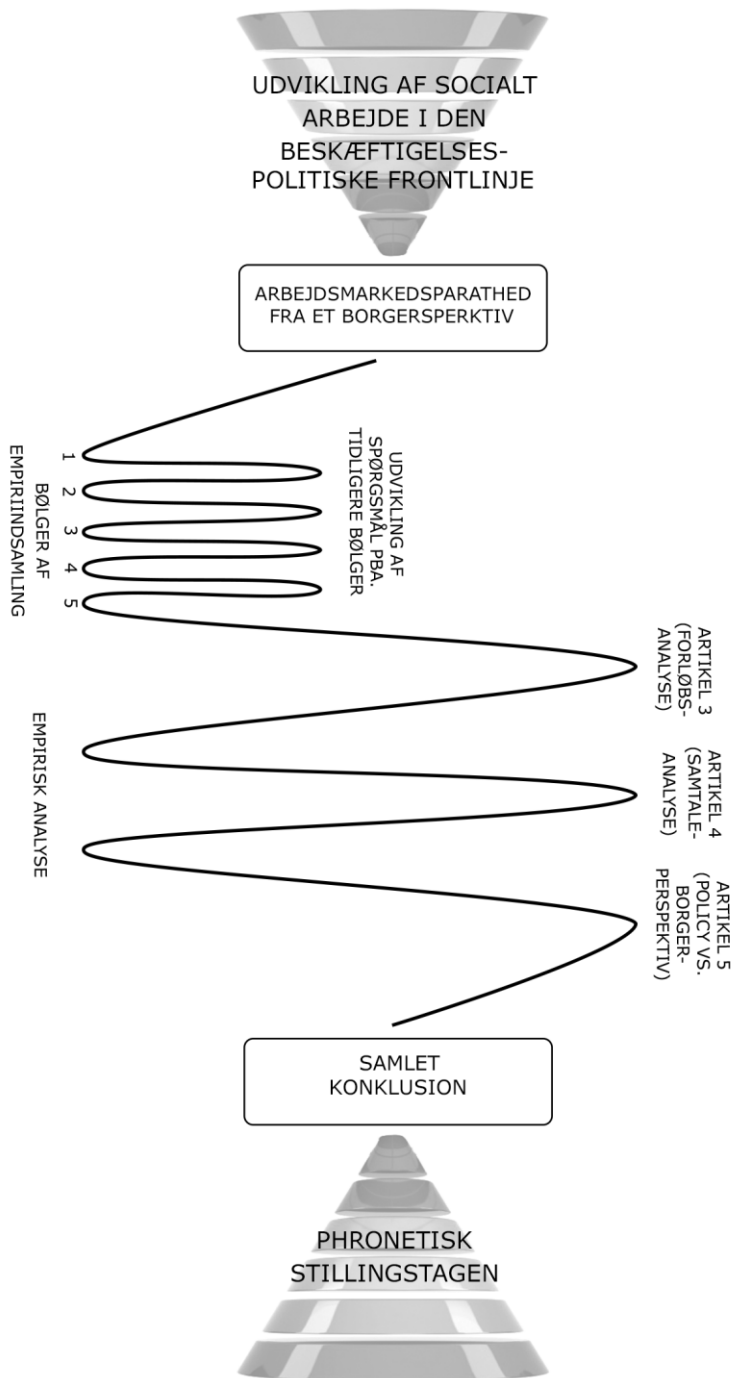 UDVIKLING AF SOCIALT
ARBEJDE I DEN
BESKÆFTIGELSES-
POLITISKE FRONTLINJE
ARBEJDSMARKEDSPARATHED
FRA ET BORGERSPERKTIV
UDVIKLING AF
SPØRGSMÅL PBA.
TIDLIGERE BØLGER
1
2
3
4
5
BØLGER AF
EMPIRIINDSAMLING
ARTIKEL 3
(FORLØBS-
ANALYSE)
ARTIKEL 4
(SAMTALE-
ANALYSE)
ARTIKEL 5
(POLICY VS.
BORGER-
PERSPEKTIV)
EMPIRISK ANALYSE
SAMLET
KONKLUSION
PHRONETISK
STILLINGSTAGEN